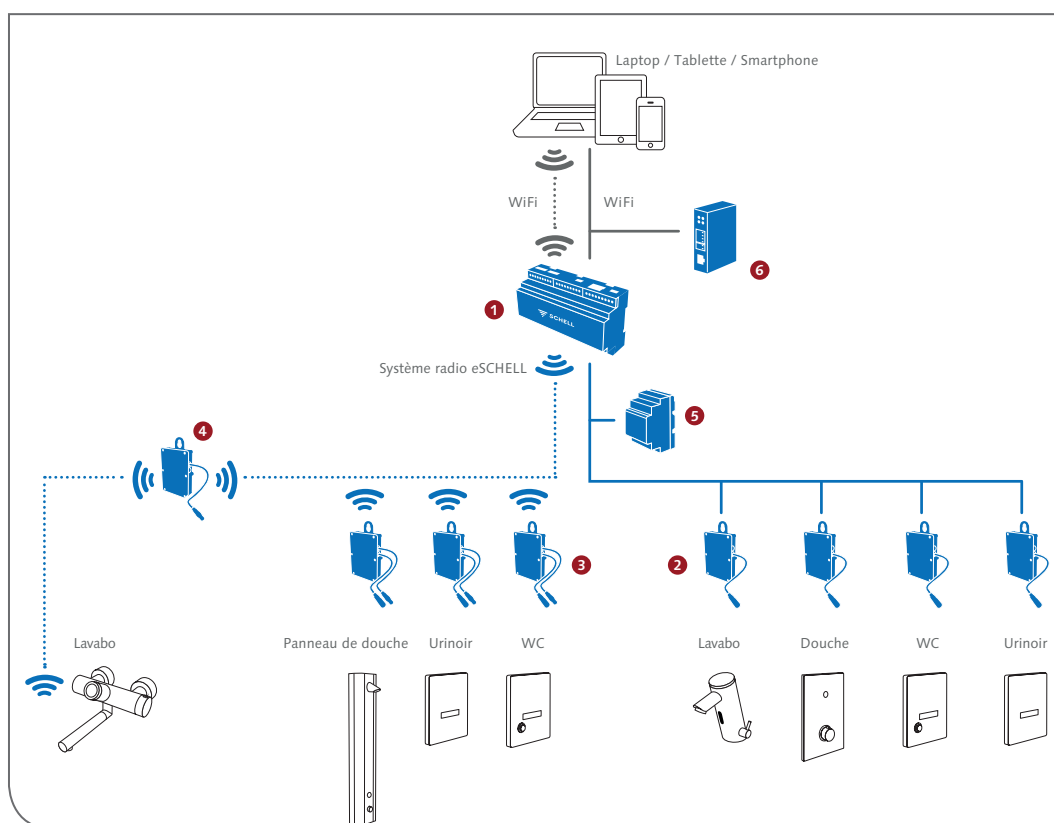 Laptop / Tablette / Smartphone
WiFi
WiFi
6
1
SCHELL
Système radio eSCHELL
5
4
3
2
Lavabo
Panneau de douche
Urinoir
WC
Lavabo
Douche
WC
Urinoir